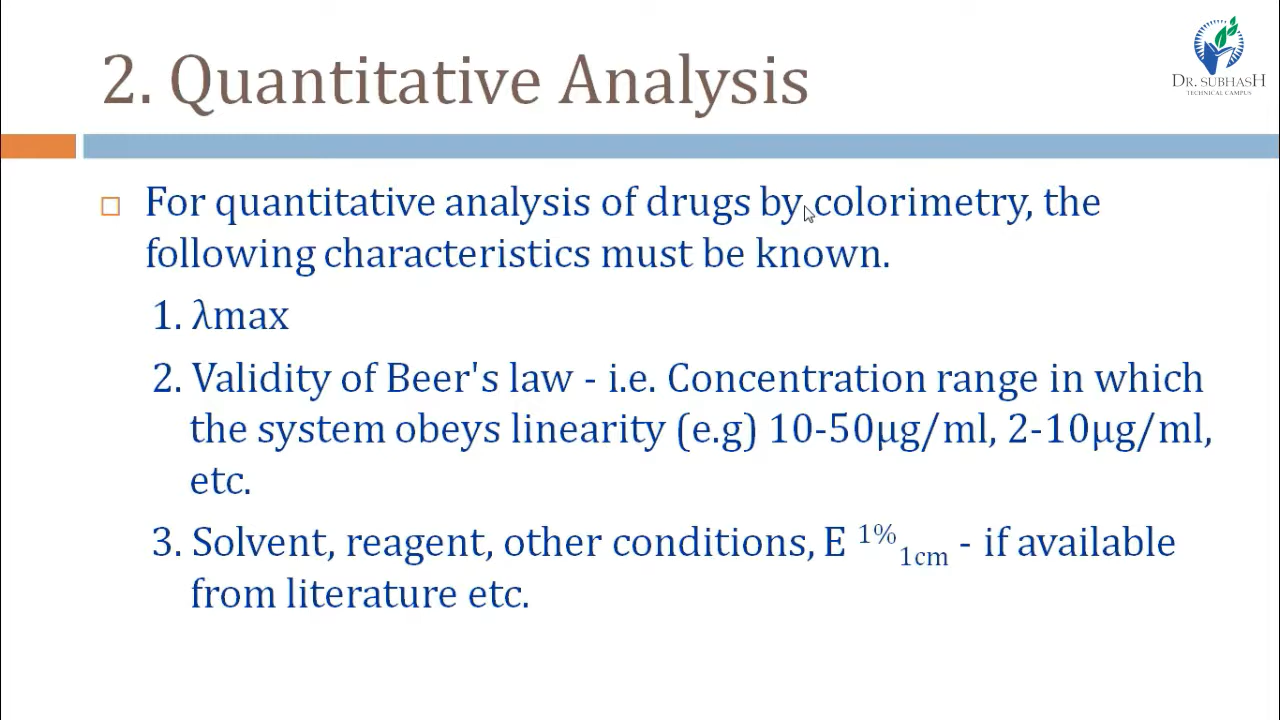 2. Quantitative Analysis
DR. SUBHASH
TECHNICAL CAMPUS
For quantitative analysis of drugs by colorimetry, the
following characteristics must be known.
1. λmax
2. Validity of Beer's law - i.e. Concentration range in which
the system obeys linearity (e.g) 10-50µg/ml, 2-10µg/ml,
etc.
3. Solvent, reagent, other conditions, E 1% 1cm - if available
from literature etc.